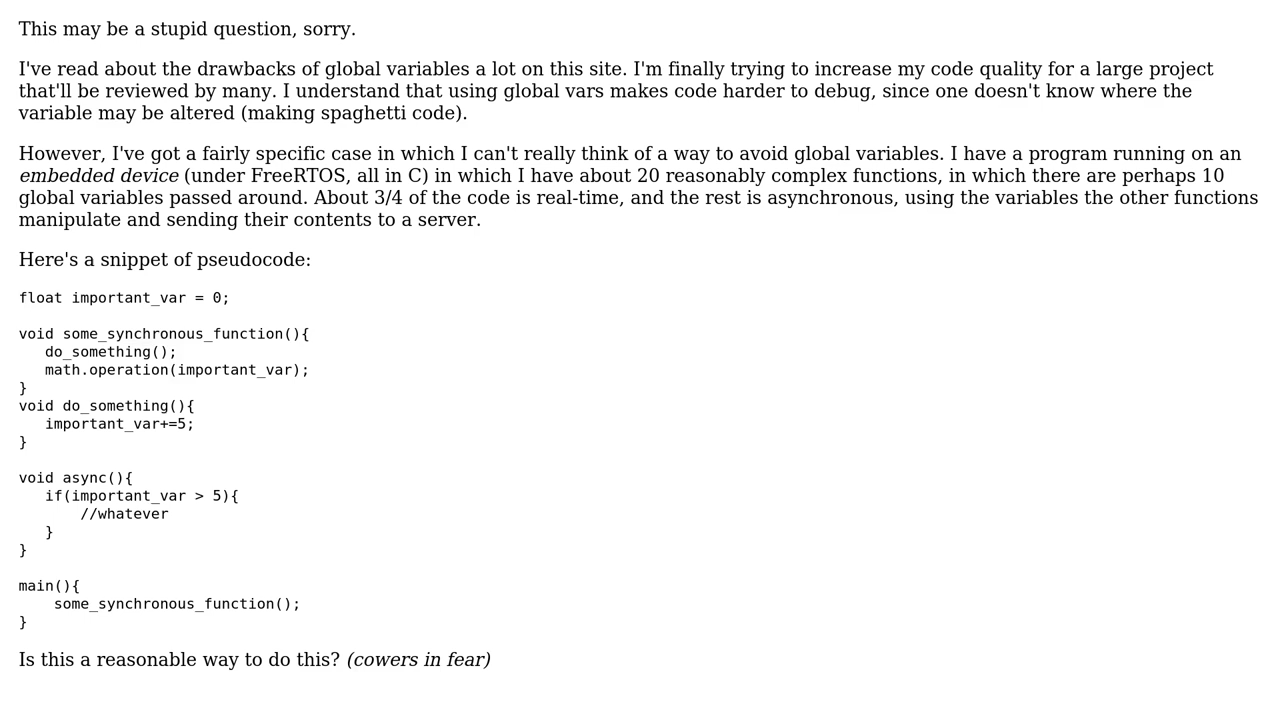 This may be a stupid question, sorry.
I've read about the drawbacks of global variables a lot on this site. I'm finally trying to increase my code quality for a large project
that'll be reviewed by many. I understand that using global vars makes code harder to debug, since one doesn't know where the
variable may be altered (making spaghetti code).
However, I've got a fairly specific case in which I can't really think of a way to avoid global variables. I have a program running on an
embedded device (under FreeRTOS, all in C) in which I have about 20 reasonably complex functions, in which there are perhaps 10
global variables passed around. About 3/4 of the code is real-time, and the rest is asynchronous, using the variables the other functions
manipulate and sending their contents to a server.
Here's a snippet of pseudocode:
float important_var = 0;
void some_synchronous_function(){
   do_something();
   math.operation(important_var);
}
void do_something(){
   important_var+=5;
}
void async(){
   if(important_var > 5){
       //whatever
   }
}
main(){
    some_synchronous_function();
}
Is this a reasonable way to do this? (cowers in fear)